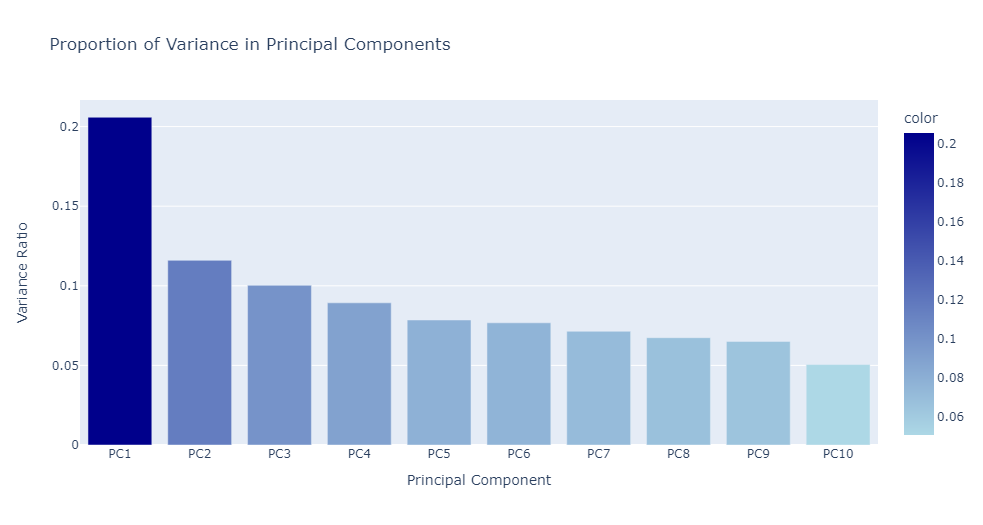 Proportion of Variance in Principal Components
color
0.2
0.18
0.16
0.14
0.12
0.1
0.08
0.06
Variance Ratio
0.2
0.15
0.1
0.05
0
PC1 PC2 PC3 PC4 PC5 PC6 PC7 PC8 PC9 PC10
Principal Component